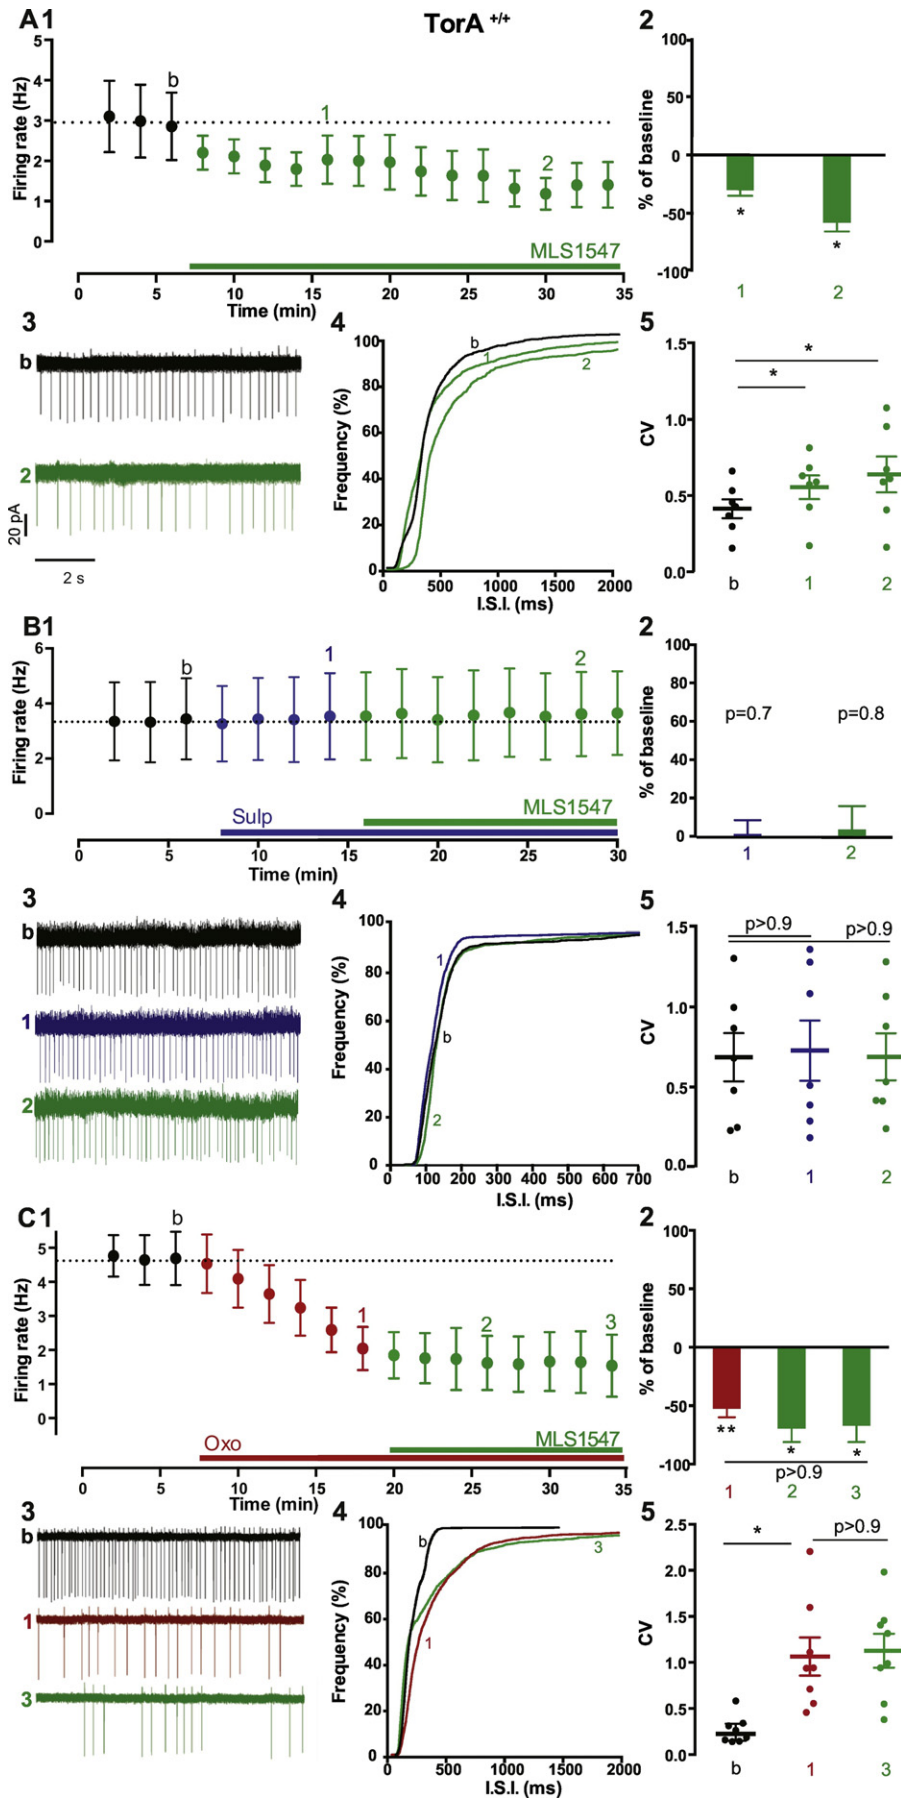 A1
TorA +/+
2
5
4
3
2
1
0
Firing rate (Hz)
b
1
2
MLS1547
0 5 10 15 20 25 30 35
Time (min)
100
50
0
-50
-100
% of baseline
*
*
1 2
3
b
2
20 pA
2 s
4
100
80
60
40
20
0
Frequency (%)
b
1
2
0 500 1000 1500 2000
I.S.I. (ms)
5
1.5
1.0
0.5
0.0
CV
*
*
b 1 2
B1
6
4
2
0
Firing rate (Hz)
b
1
2
MLS1547
Sulp
0 5 10 15 20 25 30
Time (min)
2
100
80
60
40
20
0
% of baseline
p=0.7
p=0.8
1 2
3
b
1
2
4
100
80
60
40
20
0
Frequency (%)
1
b
2
0 100 200 300 400 500 600 700
I.S.I. (ms)
5
1.5
1.0
0.5
0.0
CV
p>0.9
p>0.9
b 1 2
C1
5
4
3
2
1
0
Firing rate (Hz)
b
1
2
3
Oxo
MLS1547
0 5 10 15 20 25 30 35
Time (min)
2
100
50
0
-50
-100
% of baseline
**
*
*
p>0.9
1 2 3
3
b
1
3
4
100
80
60
40
20
0
Frequency (%)
b
3
1
0 500 1000 1500 2000
I.S.I. (ms)
5
2.5
2.0
1.5
1.0
0.5
0.0
CV
*
p>0.9
b 1 3